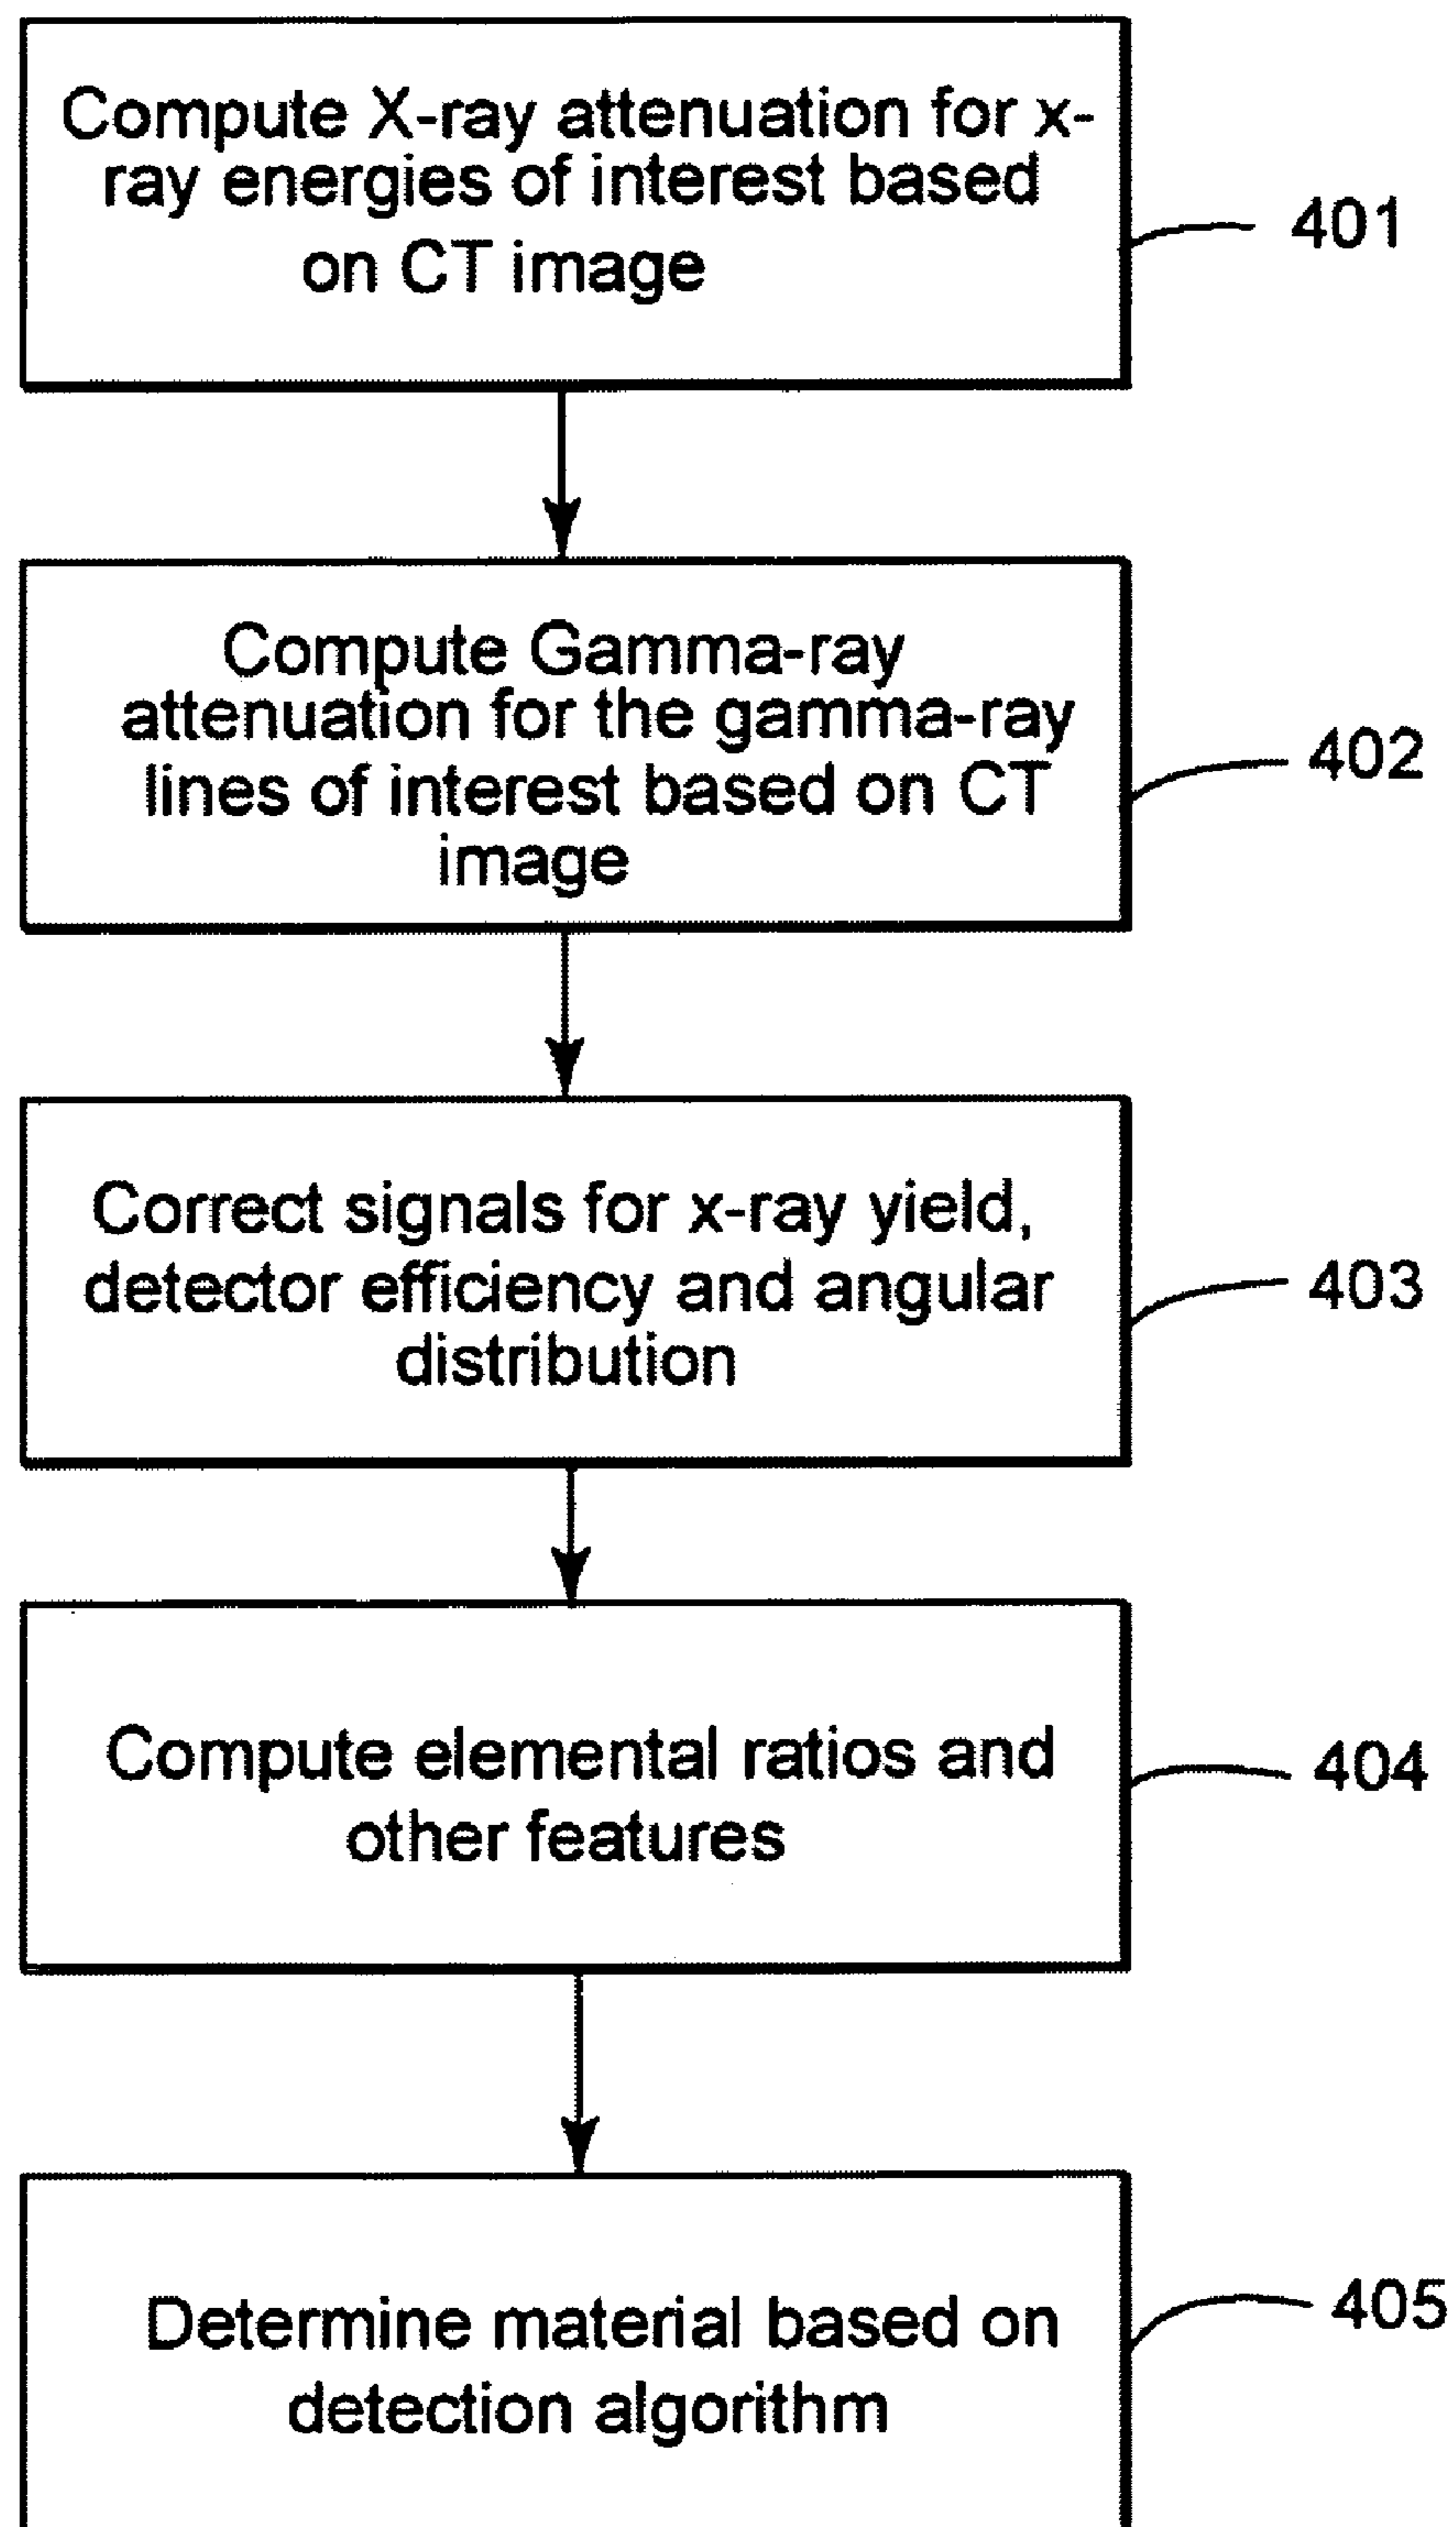 Compute X-ray attenuation for x-
ray energies of interest based
on CT image
401
Compute Gamma-ray
attenuation for the gamma-ray
lines of interest based on CT
image
402
Correct signals for x-ray yield,
detector efficiency and angular
distribution
403
Compute elemental ratios and
other features
404
Determine material based on
detection algorithm
405